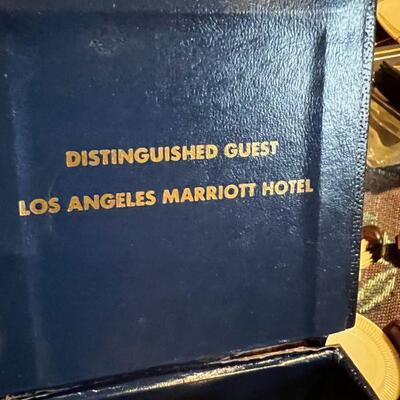 DISTINGUISHED GUEST
LOS ANGELES MARRIOTT HOTEL